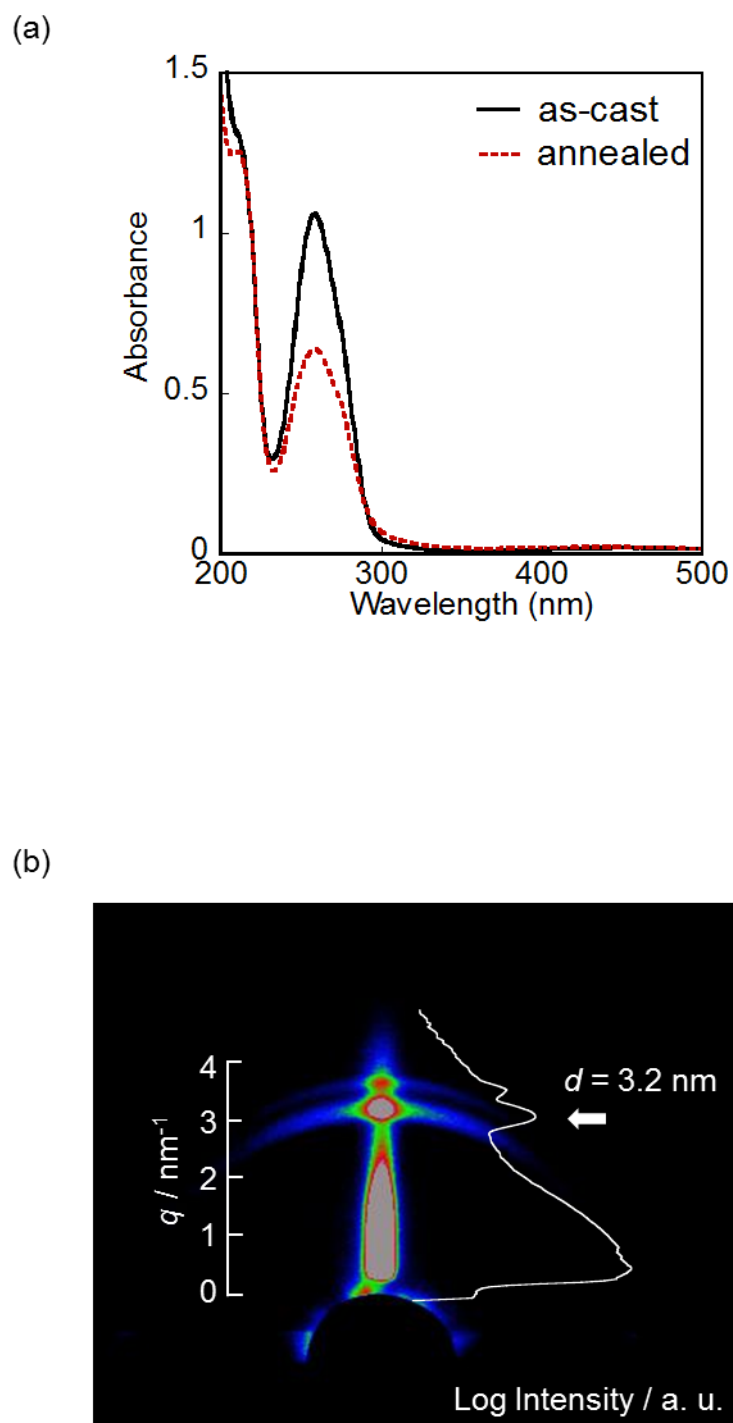 (a)
1.5
as-cast
annealed
1
Absorbance
0.5
0
200 300 400 500
Wavelength (nm)
(b)
4
d = 3.2 nm
3
q / nm-1
2
1
0
Log Intensity / a. u.